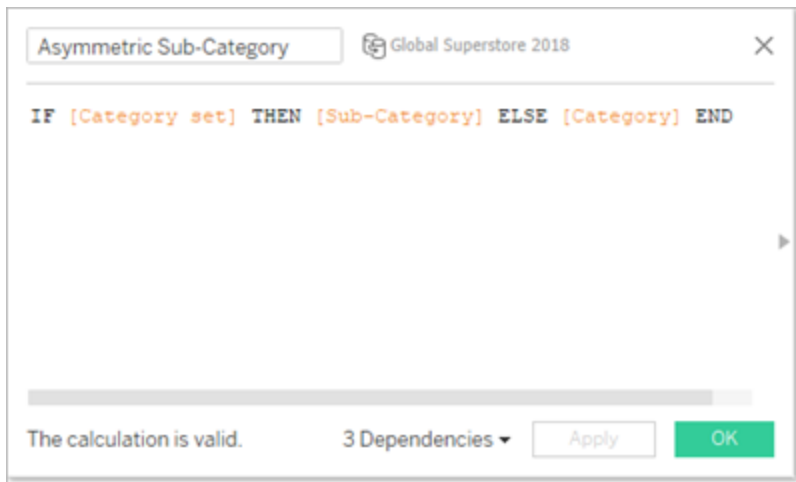 Asymmetric Sub-Category Global Superstore 2018
IF [Category set] THEN [Sub-Category] ELSE [Category] END
The calculation is valid. 3 Dependencies Apply OK